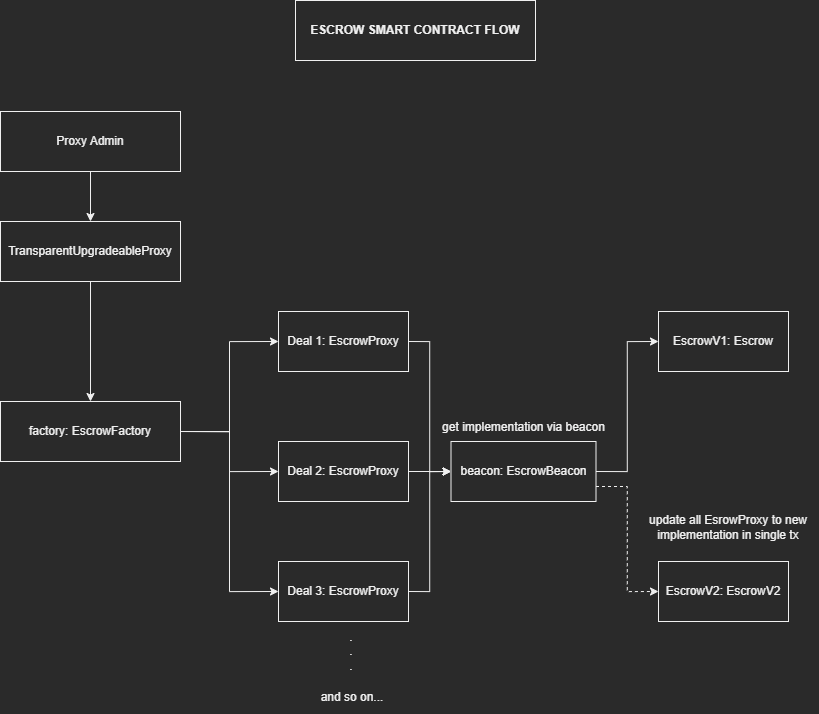 ESCROW SMART CONTRACT FLOW
Proxy Admin
TransparentUpgradeableProxy
factory: EscrowFactory
Deal 1: EscrowProxy
Deal 2: EscrowProxy
Deal 3: EscrowProxy
.
.
.
and so on...
get implementation via beacon
beacon: EscrowBeacon
EscrowV1: Escrow
update all EsrowProxy to new
implementation in single tx
EscrowV2: EscrowV2